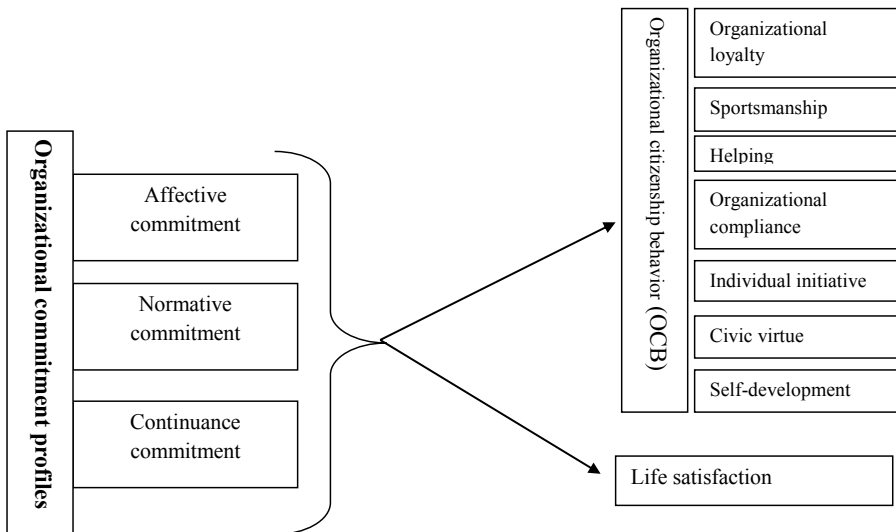 Organizational commitment profiles
Affective
commitment
Normative
commitment
Continuance
commitment
Organizational citizenship behavior (OCB)
Organizational
loyalty
Sportsmanship
Helping
Organizational
compliance
Individual initiative
Civic virtue
Self-development
Life satisfaction